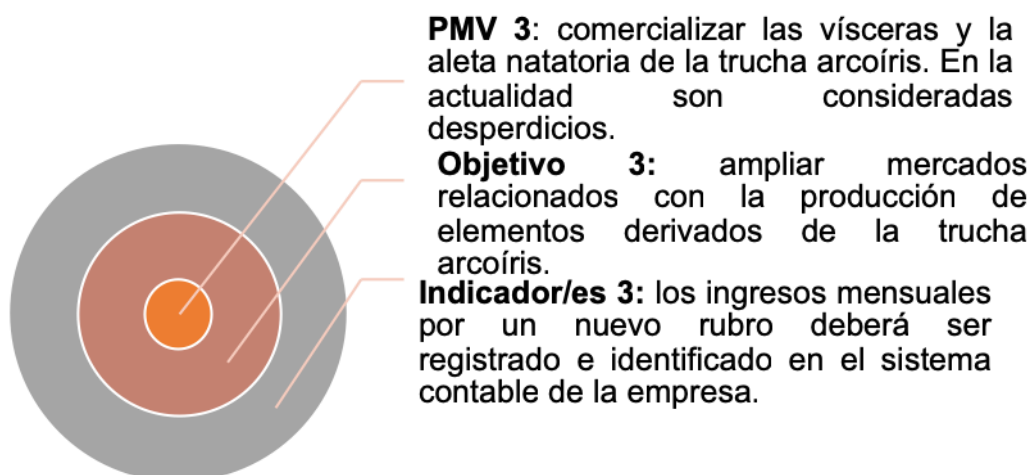 PMV 3: comercializar las vísceras y la
aleta natatoria de la trucha arcoíris. En la
actualidad son consideradas
desperdicios.
Objetivo 3: ampliar mercados
relacionados con la producción de
elementos derivados de la trucha
arcoíris.
Indicador/es 3: los ingresos mensuales
por un nuevo rubro deberá ser
registrado e identificado en el sistema
contable de la empresa.